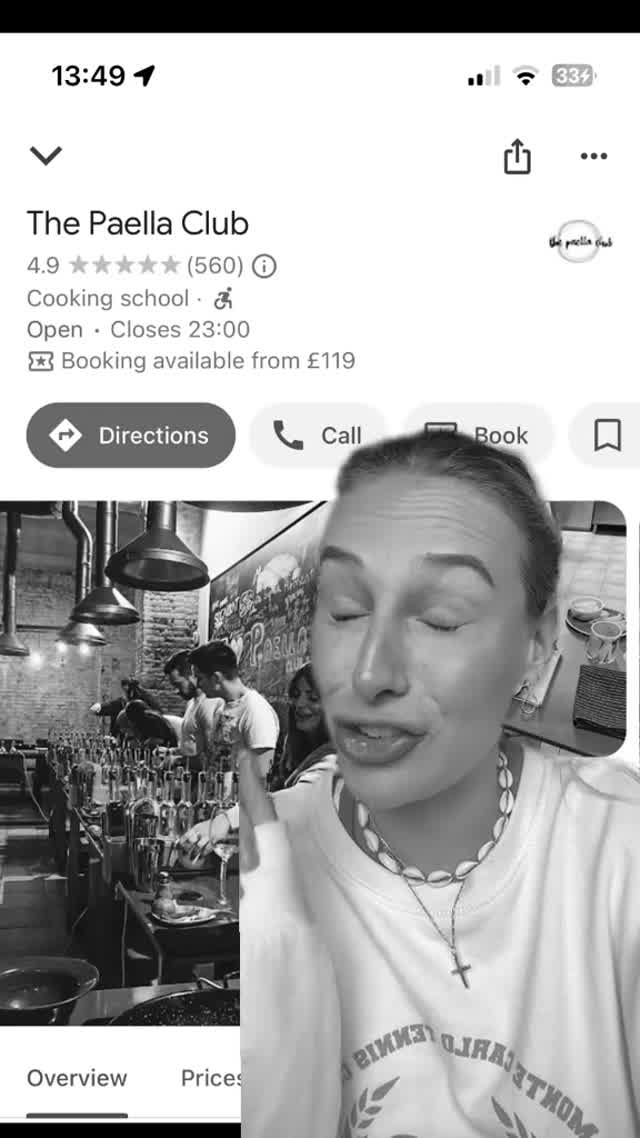 13:49
33
The Paella Club
the paella club
4.9 (560)
Cooking school ·
Open · Closes 23:00
Booking available from £119
Directions
Call
Book
Paella
Overview
Prices
MONTE CARLO TENNIS